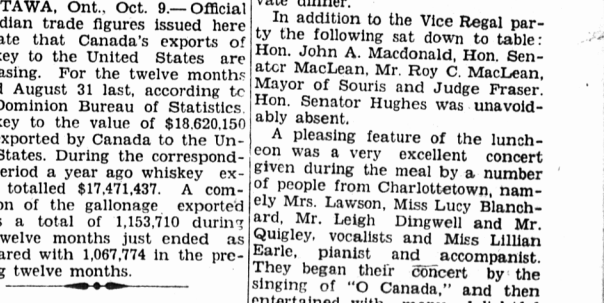 TAWA, Ont., Oct. 9.— Official
dian trade figures issued here
ate that Canada's exports of
key to the United States are
asing. For the twelve months
d August 31 last, according to
Dominion Bureau of Statistics.
key to the value of $18,620,150
exported by Canada to the Un-
States. During the correspond-
eriod a year ago whiskey ex-
totalled $17,471,437. A com-
on of the gallonage exported
s a total of 1,153,710 during
twelve months just ended as
ared with 1,067,774 in the pre-
g twelve months.
vate dinner.
In addition to the Vice Regal par-
ty the following sat down to table:
Hon. John A. Macdonald, Hon. Sen-
ator MacLean, Mr. Roy C. MacLean,
Mayor of Souris and Judge Fraser.
Hon. Senator Hughes was unavoid-
ably absent.
A pleasing feature of the lunch-
eon was a very excellent concert
given during the meal by a number
of people from Charlottetown, nam-
ely Mrs. Lawson, Miss Lucy Blanch-
ard, Mr. Leigh Dingwell and Mr.
Quigley, vocalists and Miss Lillian
Earle, pianist and accompanist.
They began their concert by the
singing of "O Canada," and then
entertained with many